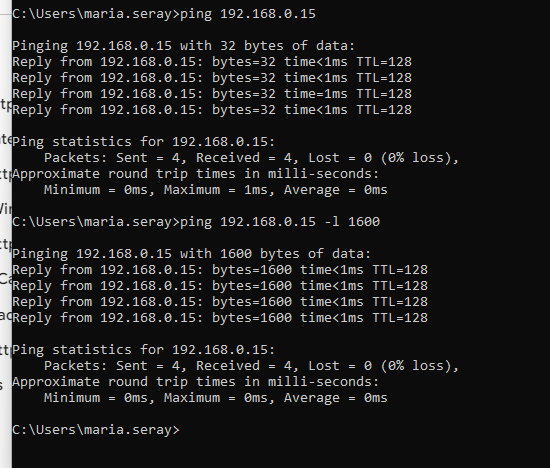 C:\Users\maria.seray>ping 192.168.0.15
Pinging 192.168.0.15 with 32 bytes of data:
Reply from 192.168.0.15: bytes=32 time<1ms TTL=128
Reply from 192.168.0.15: bytes=32 time<1ms TTL=128
Reply from 192.168.0.15: bytes=32 time=1ms TTL=128
Reply from 192.168.0.15: bytes=32 time<1ms TTL=128
Ping statistics for 192.168.0.15:
    Packets: Sent = 4, Received = 4, Lost = 0 (0% loss),
Approximate round trip times in milli-seconds:
    Minimum = 0ms, Maximum = 1ms, Average = 0ms
C:\Users\maria.seray>ping 192.168.0.15 -l 1600
Pinging 192.168.0.15 with 1600 bytes of data:
Reply from 192.168.0.15: bytes=1600 time<1ms TTL=128
Reply from 192.168.0.15: bytes=1600 time<1ms TTL=128
Reply from 192.168.0.15: bytes=1600 time<1ms TTL=128
Reply from 192.168.0.15: bytes=1600 time<1ms TTL=128
Ping statistics for 192.168.0.15:
    Packets: Sent = 4, Received = 4, Lost = 0 (0% loss),
Approximate round trip times in milli-seconds:
    Minimum = 0ms, Maximum = 0ms, Average = 0ms
C:\Users\maria.seray>